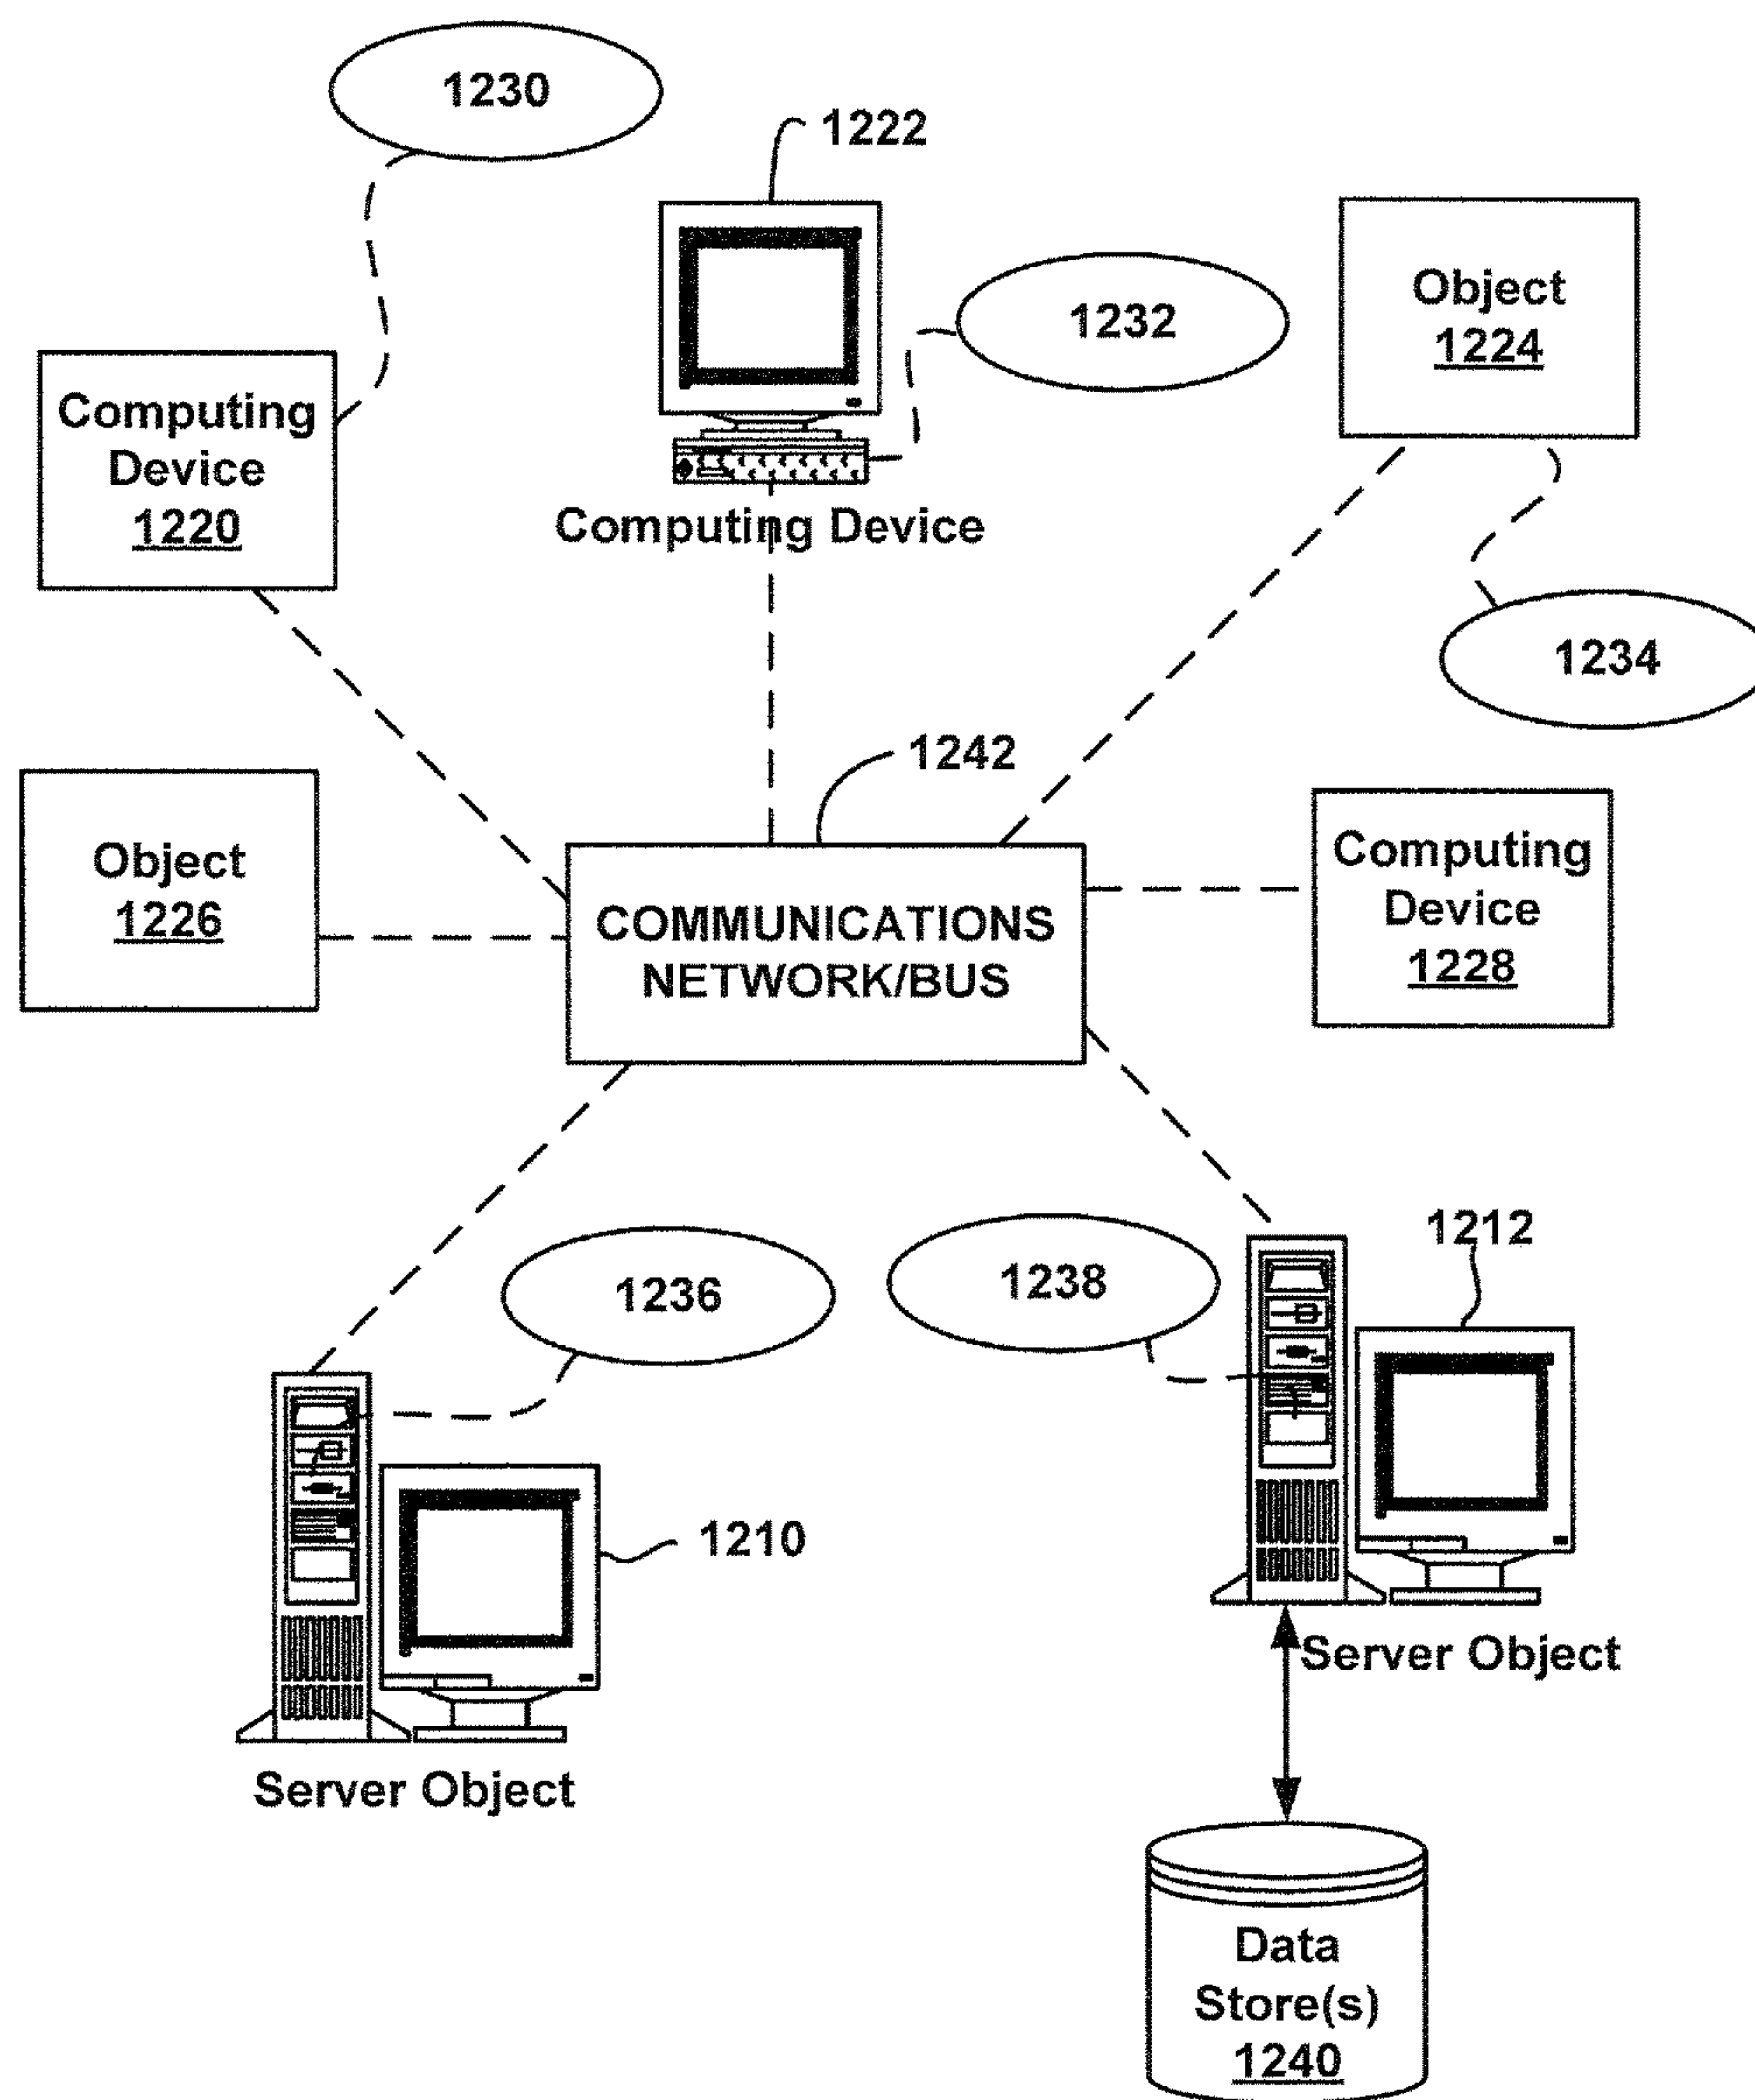 1230
1222
1232
Object
1224
Computing
Device
1220
Computing Device
1234
1242
Object
1226
COMMUNICATIONS
NETWORK/BUS
Computing
Device
1228
1236
1238
1212
1210
Server Object
Server Object
Data
Store(s)
1240